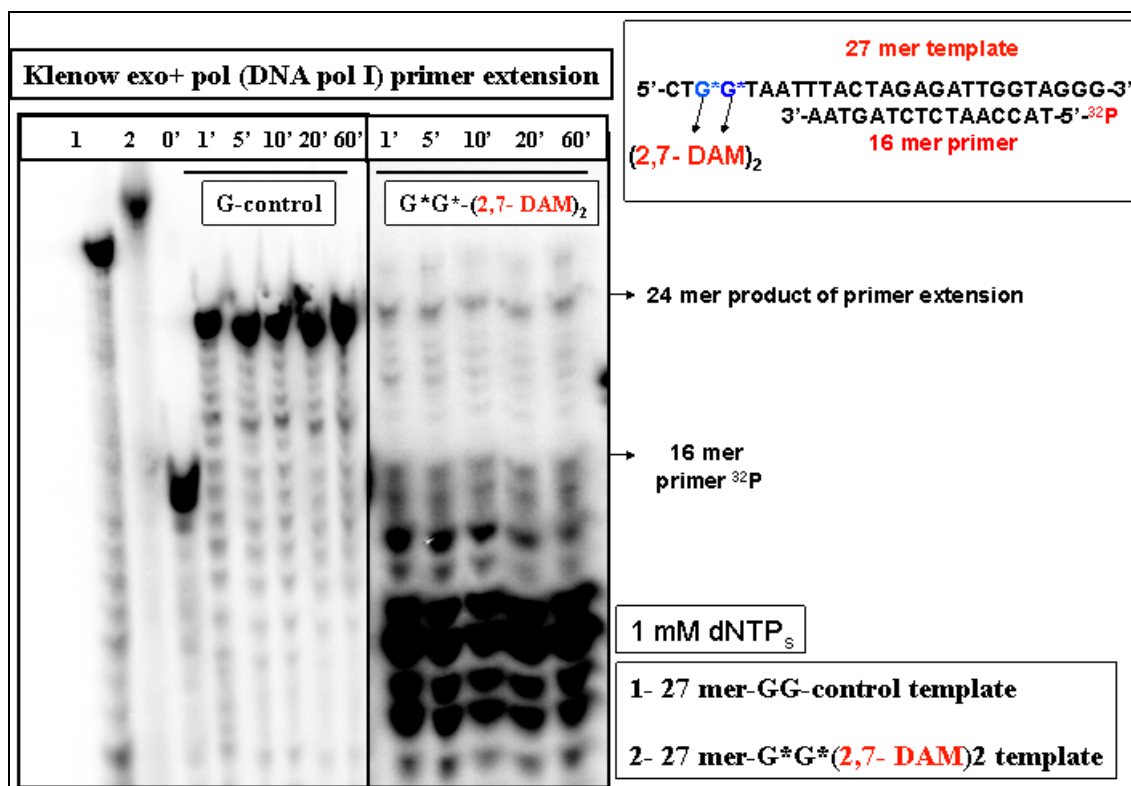 Klenow exo+ pol (DNA pol I) primer extension
1 2 0’ 1’ 5’ 10’ 20’ 60’ 1’ 5’ 10’ 20’ 60’
G-control
G*G*-(2,7- DAM)2
27 mer template
5'-CTG*G*TAATTTACTAGAGATTGGTAGGG-3'
3'-AATGATCTCTAACCAT-5'-32P
(2,7- DAM)2
16 mer primer
24 mer product of primer extension
16 mer
primer 32P
1 mM dNTPs
1- 27 mer-GG-control template
2- 27 mer-G*G*(2,7- DAM)2 template